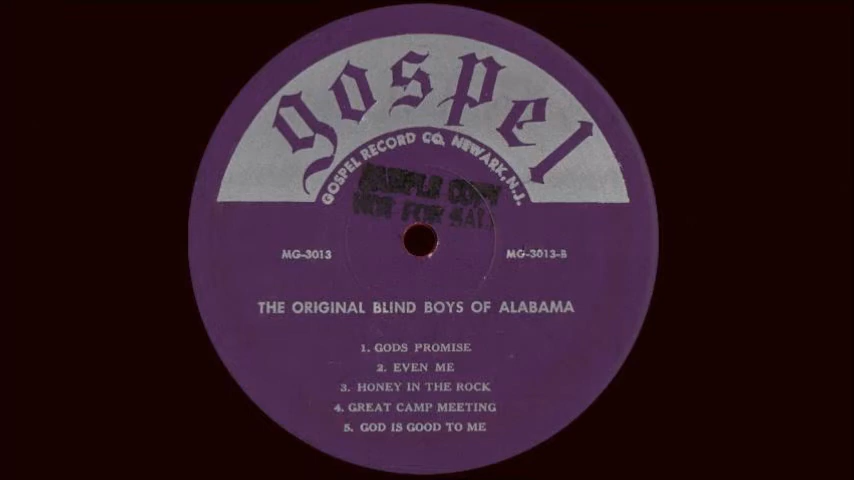 gospel
GOSPEL RECORD CO. NEWARK, N.J.
SAMPLE COPY
NOT FOR SAL
MG-3013
MG-3013-B
THE ORIGINAL BLIND BOYS OF ALABAMA
1. GODS PROMISE
2. EVEN ME
3. HONEY IN THE ROCK
4. GREAT CAMP MEETING
5. GOD IS GOOD TO ME